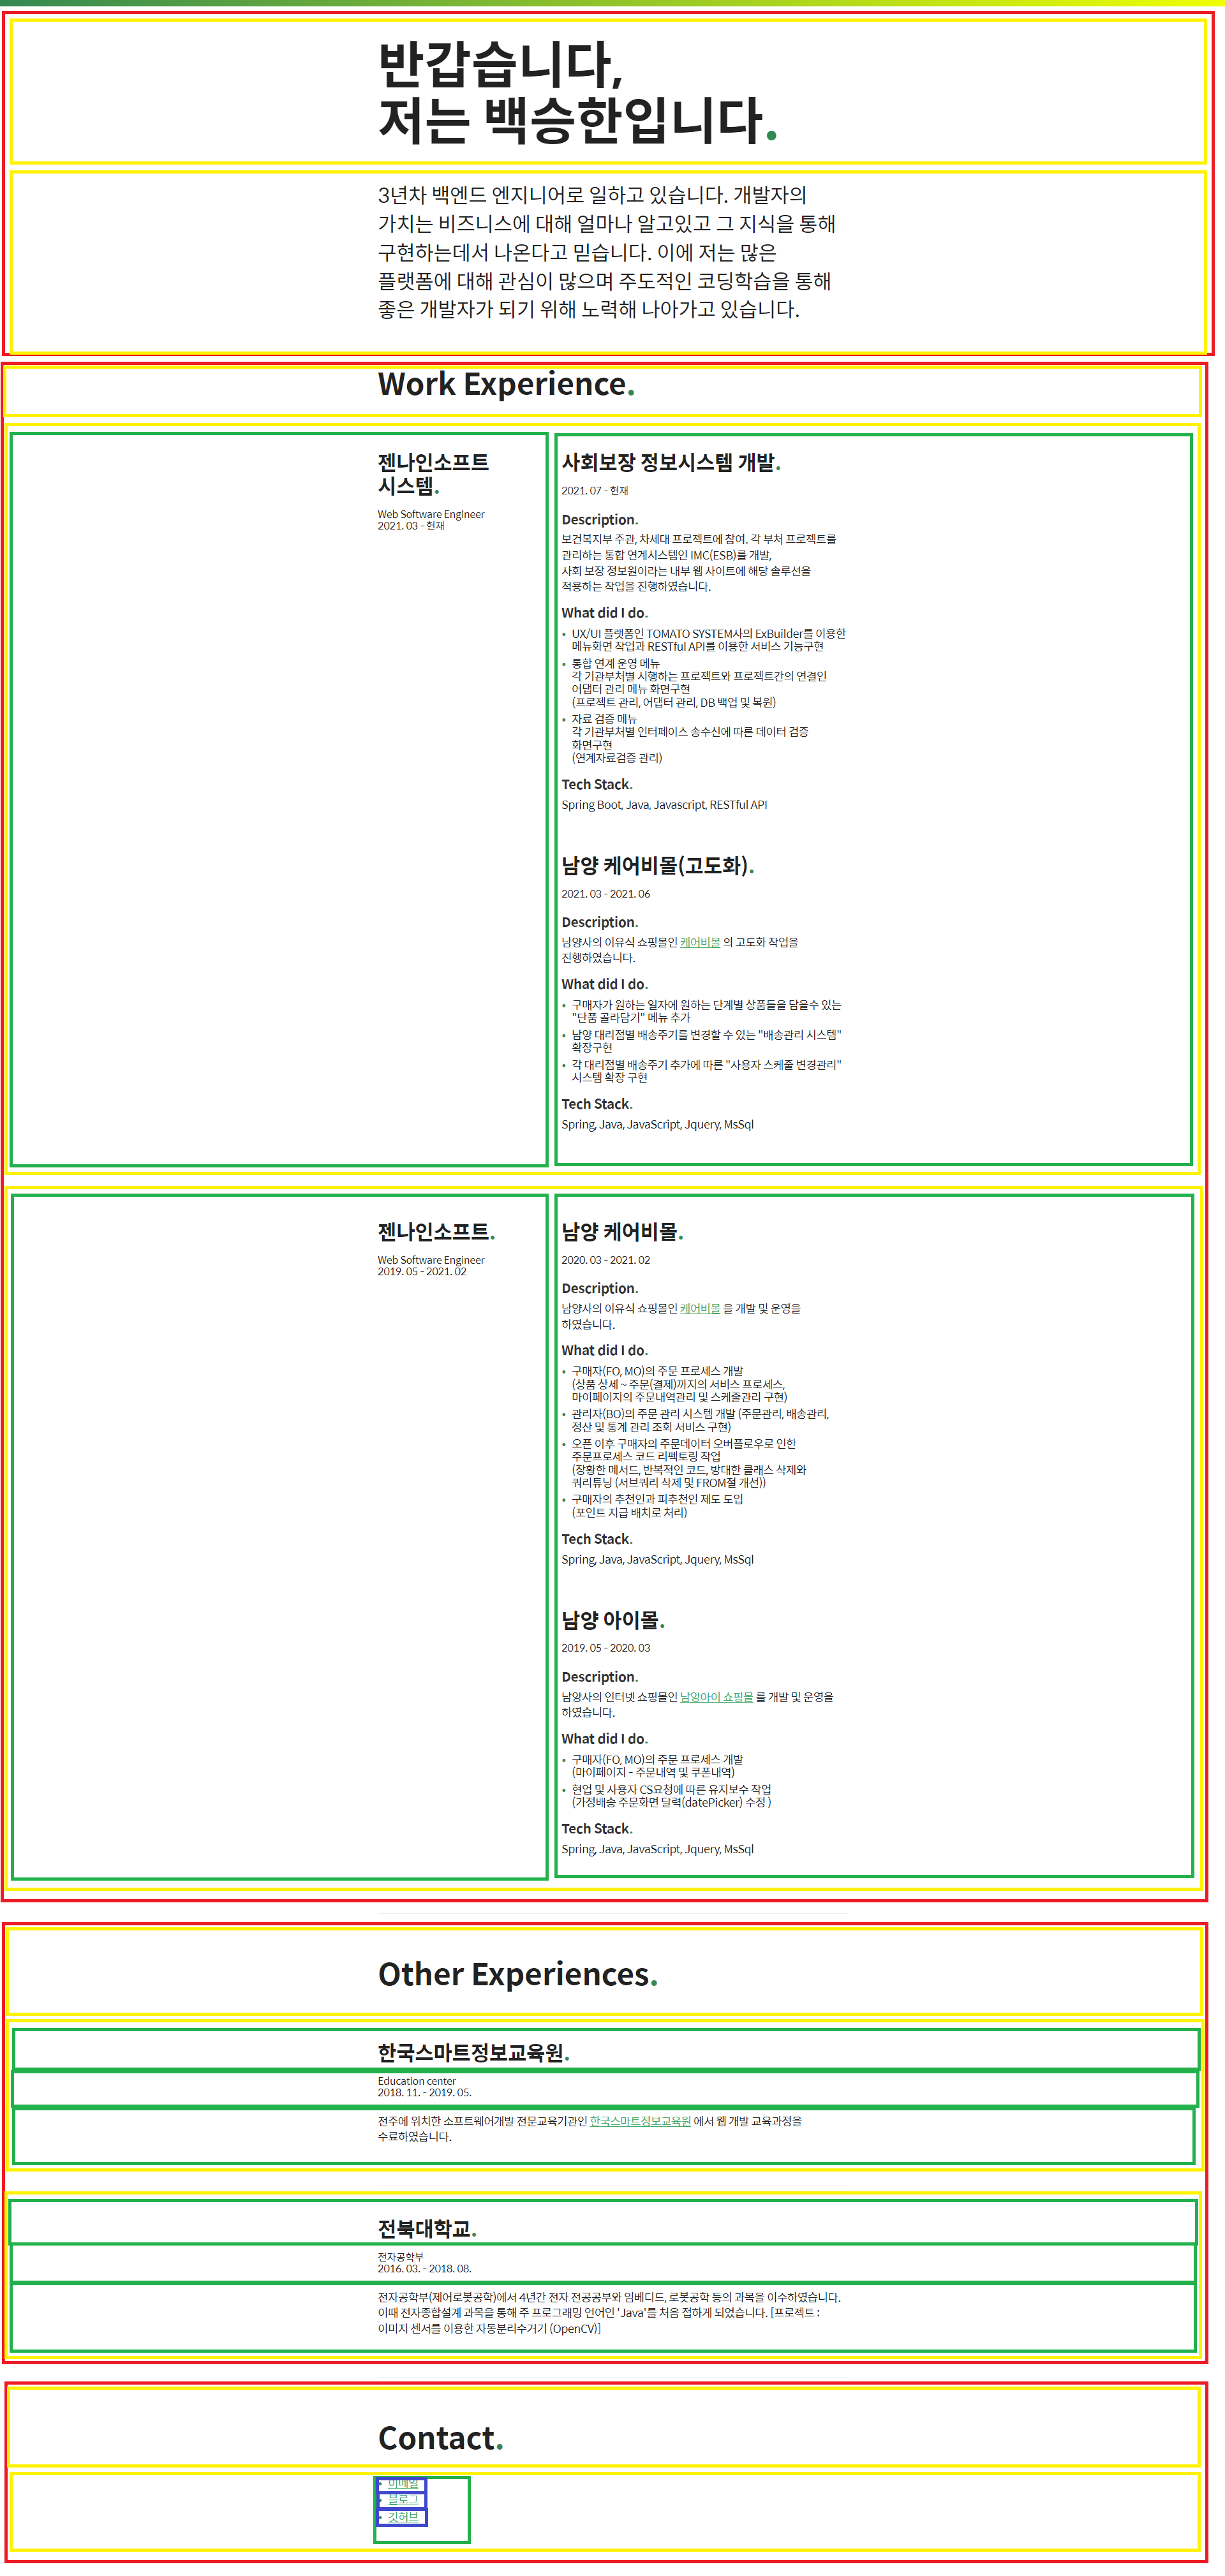 반갑습니다,
저는 백승한입니다.
3년차 백엔드 엔지니어로 일하고 있습니다. 개발자의
가치는 비즈니스에 대해 얼마나 알고있고 그 지식을 통해
구현하는데서 나온다고 믿습니다. 이에 저는 많은
플랫폼에 대해 관심이 많으며 주도적인 코딩학습을 통해
좋은 개발자가 되기 위해 노력해 나아가고 있습니다.
Work Experience.
젠나인소프트
시스템.
Web Software Engineer
2021. 03 - 현재
사회보장 정보시스템 개발.
2021. 07 - 현재
Description.
보건복지부 주관, 차세대 프로젝트에 참여. 각 부처 프로젝트를
관리하는 통합 연계시스템인 IMC(ESB)를 개발,
사회 보장 정보원이라는 내부 웹 사이트에 해당 솔루션을
적용하는 작업을 진행하였습니다.
What did I do.
• UX/UI 플랫폼인 TOMATO SYSTEM사의 ExBuilder를 이용한
메뉴화면 작업과 RESTful API를 이용한 서비스 기능구현
• 통합 연계 운영 메뉴
각 기관부처별 시행하는 프로젝트와 프로젝트간의 연결인
어댑터 관리 메뉴 화면구현
(프로젝트 관리, 어댑터 관리, DB 백업 및 복원)
• 자료 검증 메뉴
각 기관부처별 인터페이스 송수신에 따른 데이터 검증
화면구현
(연계자료검증 관리)
Tech Stack.
Spring Boot, Java, Javascript, RESTful API
남양 케어비몰(고도화).
2021. 03 - 2021. 06
Description.
남양사의 이유식 쇼핑몰인 케어비몰 의 고도화 작업을
진행하였습니다.
What did I do.
• 구매자가 원하는 일자에 원하는 단계별 상품들을 담을수 있는
"단품 골라담기" 메뉴 추가
• 남양 대리점별 배송주기를 변경할 수 있는 "배송관리 시스템"
확장구현
• 각 대리점별 배송주기 추가에 따른 "사용자 스케줄 변경관리"
시스템 확장 구현
Tech Stack.
Spring, Java, JavaScript, Jquery, MsSql
젠나인소프트.
Web Software Engineer
2019. 05 - 2021. 02
남양 케어비몰.
2020. 03 - 2021. 02
Description.
남양사의 이유식 쇼핑몰인 케어비몰 을 개발 및 운영을
하였습니다.
What did I do.
• 구매자(FO, MO)의 주문 프로세스 개발
(상품 상세 ~ 주문(결제)까지의 서비스 프로세스,
마이페이지의 주문내역관리 및 스케줄관리 구현)
• 관리자(BO)의 주문 관리 시스템 개발 (주문관리, 배송관리,
정산 및 통계 관리 조회 서비스 구현)
• 오픈 이후 구매자의 주문데이터 오버플로우로 인한
주문프로세스 코드 리펙토링 작업
(장황한 메서드, 반복적인 코드, 방대한 클래스 삭제와
쿼리튜닝 (서브쿼리 삭제 및 FROM절 개선))
• 구매자의 추천인과 피추천인 제도 도입
(포인트 지급 배치로 처리)
Tech Stack.
Spring, Java, JavaScript, Jquery, MsSql
남양 아이몰.
2019. 05 - 2020. 03
Description.
남양사의 인터넷 쇼핑몰인 남양아이 쇼핑몰 를 개발 및 운영을
하였습니다.
What did I do.
• 구매자(FO, MO)의 주문 프로세스 개발
(마이페이지 - 주문내역 및 쿠폰내역)
• 현업 및 사용자 CS요청에 따른 유지보수 작업
(가정배송 주문화면 달력(datePicker) 수정 )
Tech Stack.
Spring, Java, JavaScript, Jquery, MsSql
Other Experiences.
한국스마트정보교육원.
Education center
2018. 11. - 2019. 05.
전주에 위치한 소프트웨어개발 전문교육기관인 한국스마트정보교육원 에서 웹 개발 교육과정을
수료하였습니다.
전북대학교.
전자공학부
2016. 03. - 2018. 08.
전자공학부(제어로봇공학)에서 4년간 전자 전공공부와 임베디드, 로봇공학 등의 과목을 이수하였습니다.
이때 전자종합설계 과목을 통해 주 프로그래밍 언어인 'Java'를 처음 접하게 되었습니다. [프로젝트 :
이미지 센서를 이용한 자동분리수거기 (OpenCV)]
Contact.
• 이메일
• 블로그
• 깃허브